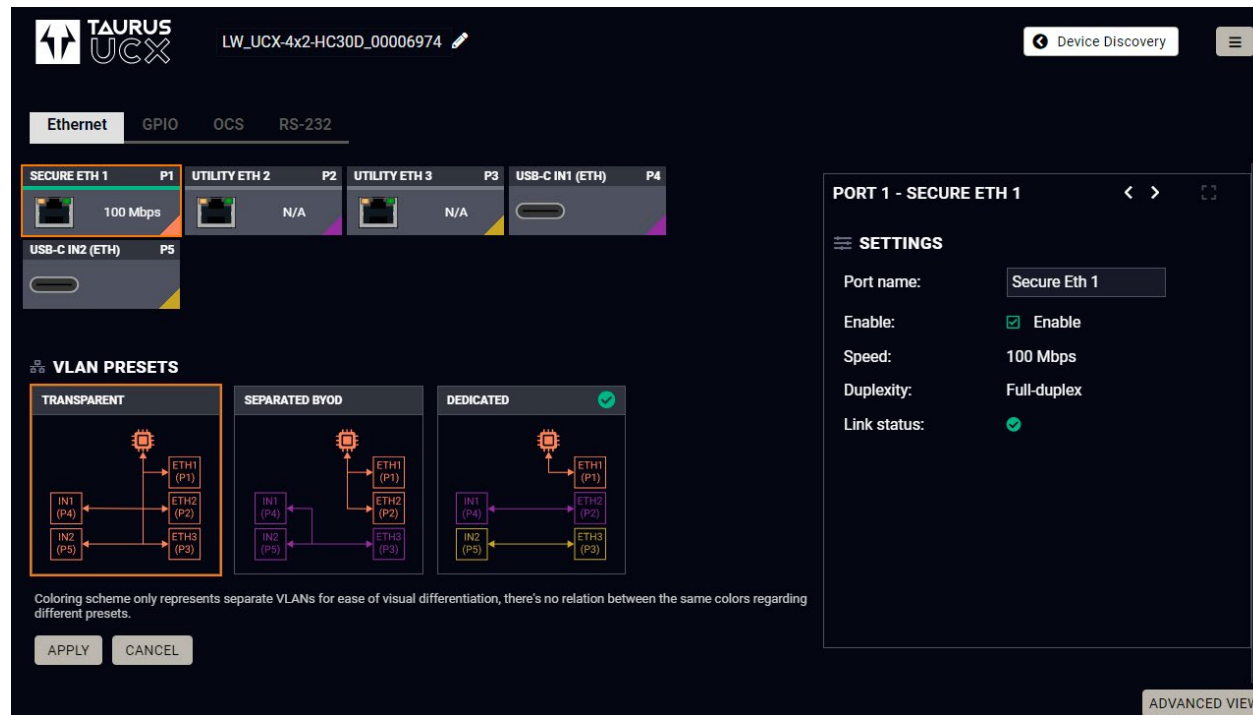 TAURUS
UCX
LW_UCX-4x2-HC30D_00006974
Device Discovery
Ethernet GPIO OCS RS-232
SECURE ETH 1 P1 UTILITY ETH 2 P2 UTILITY ETH 3 P3 USB-C IN1 (ETH) P4
100 Mbps N/A N/A
USB-C IN2 (ETH) P5
PORT 1 - SECURE ETH 1
SETTINGS
Port name: Secure Eth 1
Enable: Enable
Speed: 100 Mbps
Duplexity: Full-duplex
Link status:
VLAN PRESETS
TRANSPARENT
ETH1
(P1)
IN1
(P4)
ETH2
(P2)
IN2
(P5)
ETH3
(P3)
SEPARATED BYOD
ETH1
(P1)
IN1
(P4)
ETH2
(P2)
IN2
(P5)
ETH3
(P3)
DEDICATED
ETH1
(P1)
IN1
(P4)
ETH2
(P2)
IN2
(P5)
ETH3
(P3)
Coloring scheme only represents separate VLANs for ease of visual differentiation, there's no relation between the same colors regarding
different presets.
APPLY CANCEL
ADVANCED VIEW